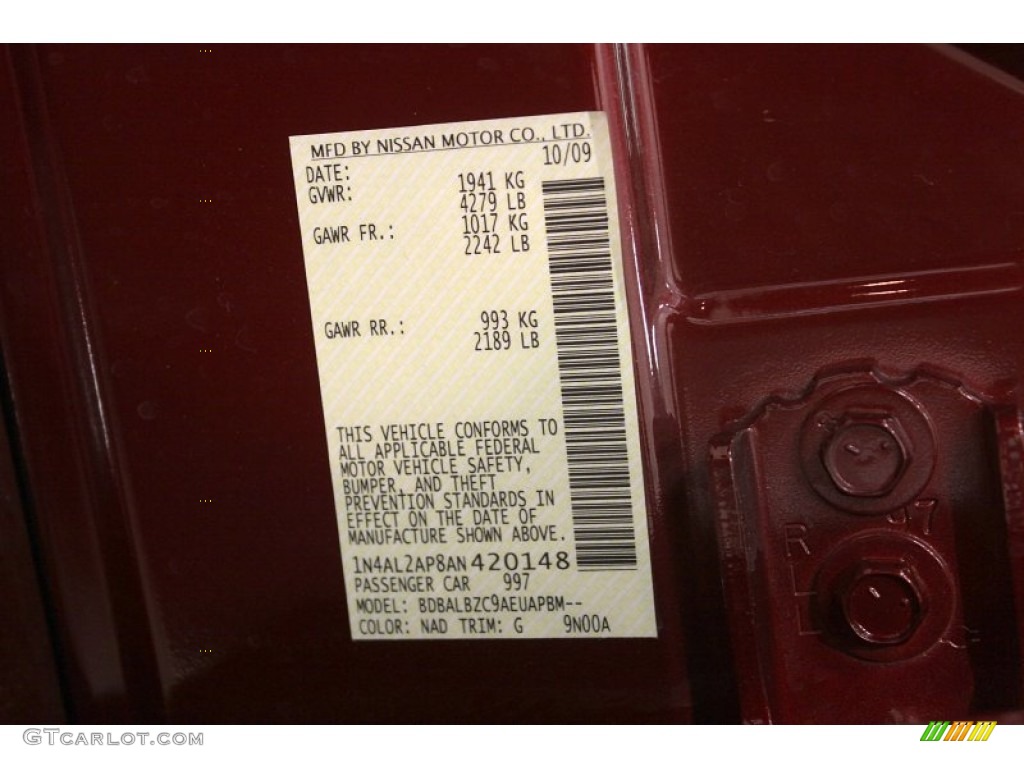 MFD BY NISSAN MOTOR CO., LTD.
DATE: 10/09
GVWR: 1941 KG
4279 LB
GAWR FR.: 1017 KG
2242 LB
GAWR RR.: 993 KG
2189 LB
THIS VEHICLE CONFORMS TO
ALL APPLICABLE FEDERAL
MOTOR VEHICLE SAFETY,
BUMPER, AND THEFT
PREVENTION STANDARDS IN
EFFECT ON THE DATE OF
MANUFACTURE SHOWN ABOVE.
1N4AL2AP8AN420148
PASSENGER CAR 997
MODEL: BDBALBZC9AEUAPBM--
COLOR: NAD TRIM: G 9N00A
R
L
GTCARLOT.COM